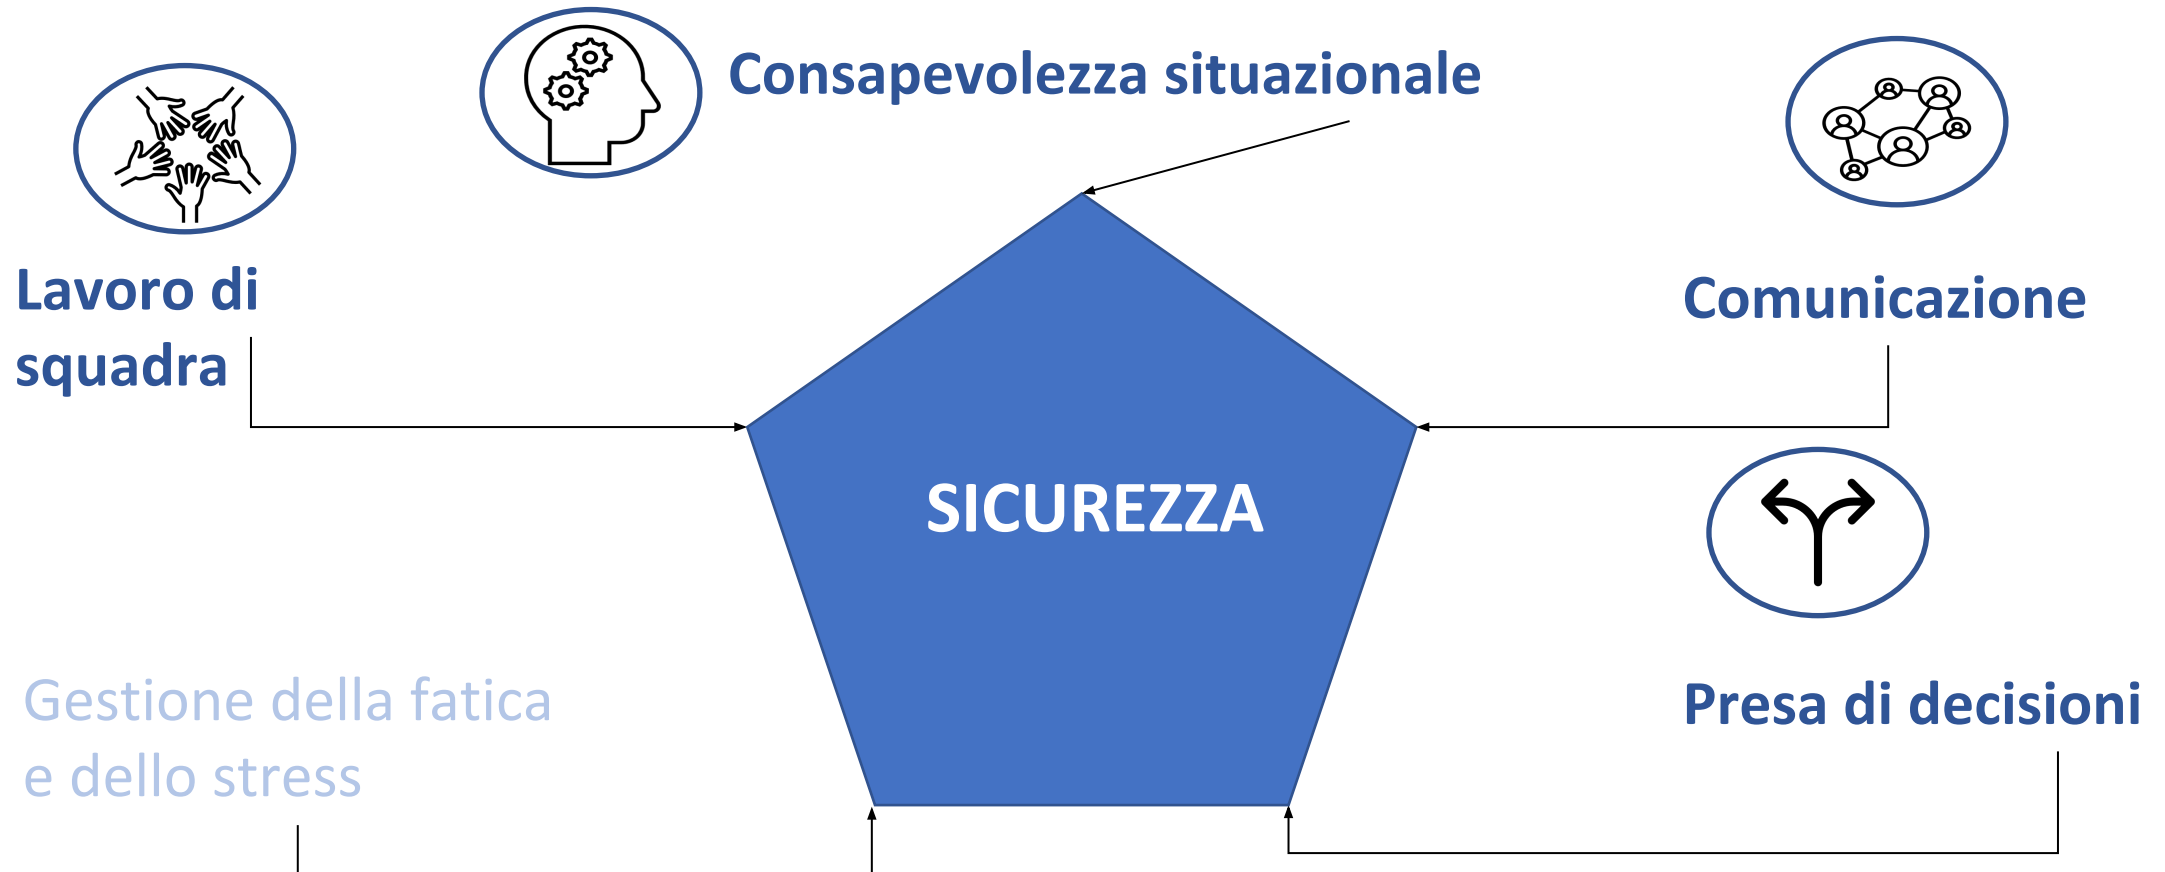 Consapevolezza situazionale
Lavoro di
squadra
Comunicazione
SICUREZZA
Gestione della fatica
e dello stress
Presa di decisioni